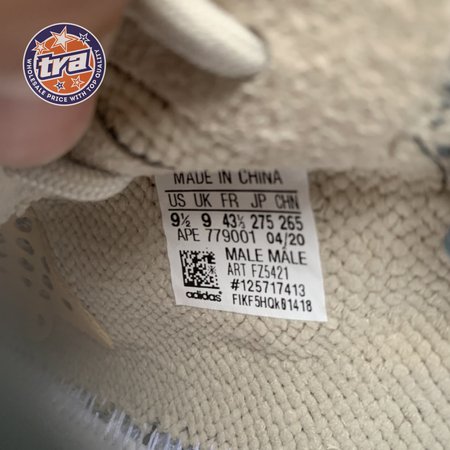 tra
WHOLESALE PRICE WITH TOP QUALITY
MADE IN CHINA
US UK FR JP CHN
9½ 9 43⅓ 275 265
APE 779001 04/20
MALE MÂLE
ART FZ5421
#125717413
adidas
FIKF5HQk01418